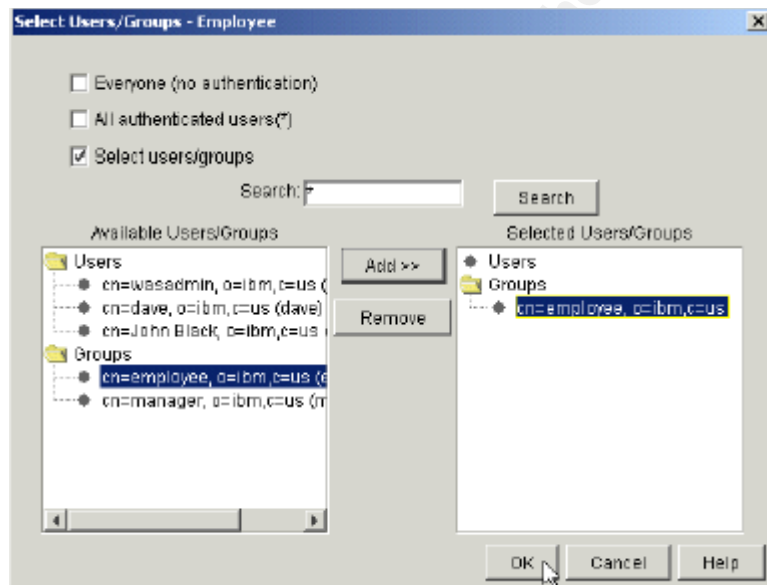 Select Users/Groups - Employee
Everyone (no authentication)
All authenticated users(*)
Select users/groups
Search: *
Search
Available Users/Groups
Selected Users/Groups
Users
cn=wasadmin, o=ibm,c=us (
cn=dave, o=ibm,c=us (dave)
cn=John Black, o=ibm,c=us
Groups
cn=employee, o=ibm,c=us (e
cn=manager, o=ibm,c=us (m
Add >>
Remove
Users
Groups
cn=employee, o=ibm,c=us
OK
Cancel
Help